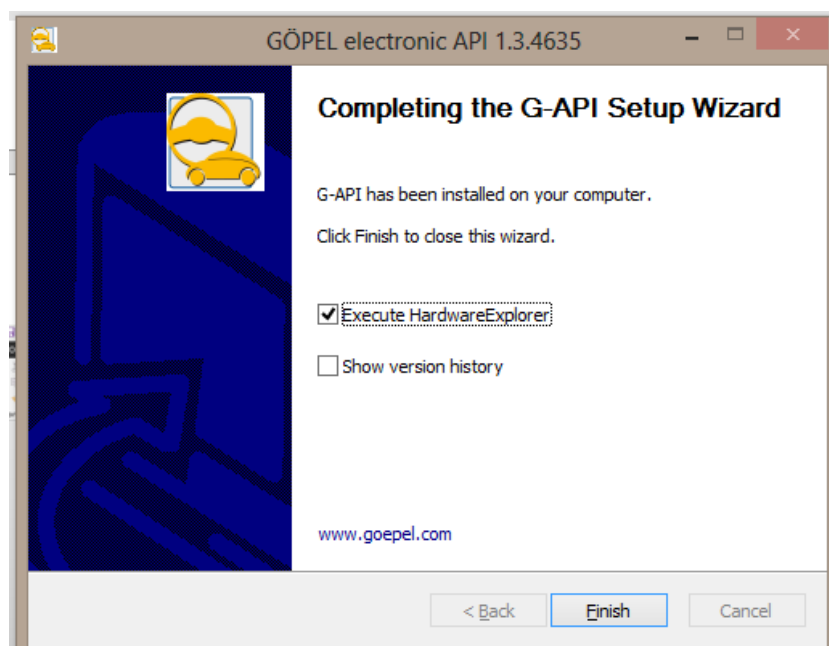 GÖPEL electronic API 1.3.4635
Completing the G-API Setup Wizard
G-API has been installed on your computer.
Click Finish to close this wizard.
Execute HardwareExplorer
Show version history
www.goepel.com
< Back Finish Cancel